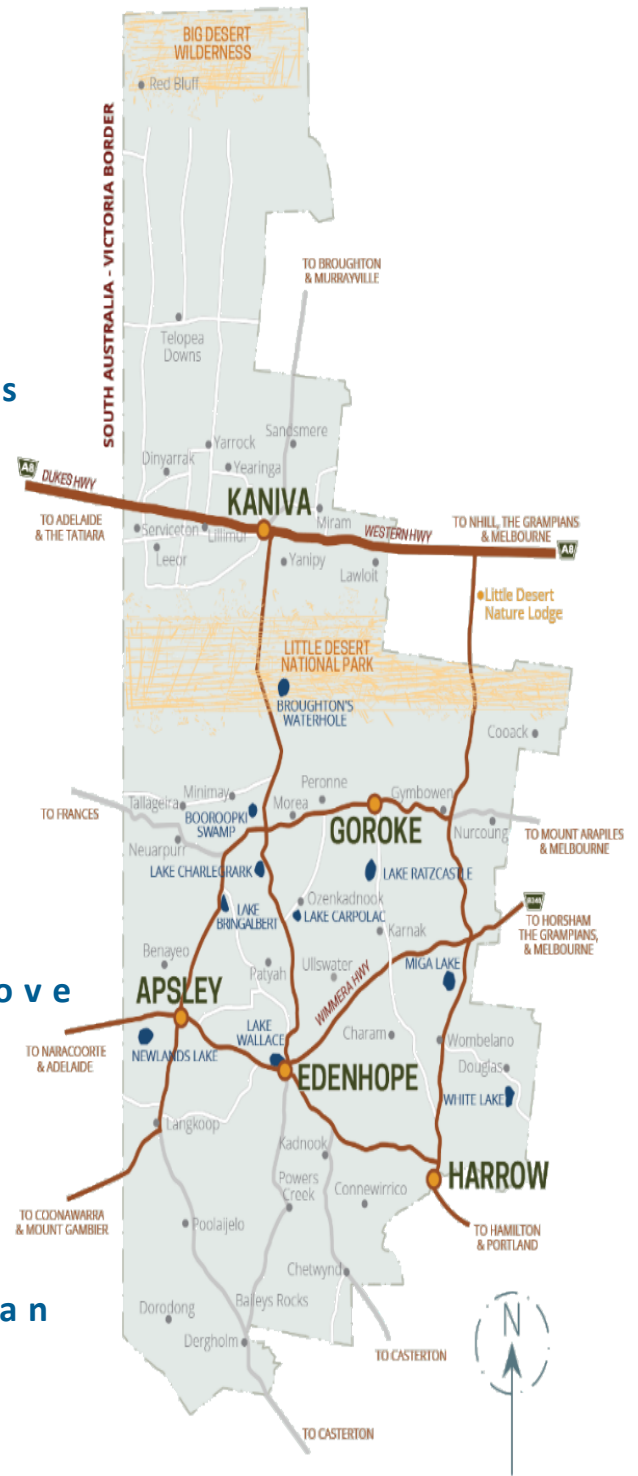 BIG DESERT
WILDERNESS
Red Bluff
SOUTH AUSTRALIA - VICTORIA BORDER
TO BROUGHTON
& MURRAYVILLE
Telopea
Downs
s
Sandsmere
Yarrock
Dinyarrak
Yearinga
A8
DUKES HWY
KANIVA
TO ADELAIDE
& THE TATIARA
Serviceton
Lillimur
Miram
WESTERN HWY
TO NHILL, THE GRAMPIANS
& MELBOURNE
A8
Leeor
Yanipy
Lawloit
Little Desert
Nature Lodge
LITTLE DESERT
NATIONAL PARK
BROUGHTON'S
WATERHOLE
Cooack
Peronne
Minimay
Tallageira
Morea
Gymbowen
TO FRANCES
BOOROOPKI
SWAMP
GOROKE
Nurcoung
TO MOUNT ARAPILES
& MELBOURNE
Neuarpurr
LAKE CHARLEGRARK
LAKE RATZCASTLE
Ozenkadnook
LAKE
BRINGALBERT
LAKE CARPOLAC
TO HORSHAM
THE GRAMPIANS,
& MELBOURNE
Karnak
Benayeo
Patyah
Ullswater
MIGA LAKE
WIMMERA HWY
APSLEY
ove
LAKE
WALLACE
Charam
Wombelano
TO NARACOORTE
& ADELAIDE
NEWLANDS LAKE
EDENHOPE
Douglas
WHITE LAKE
Langkoop
Kadnook
HARROW
Powers
Creek
Connewirrico
TO COONAWARRA
& MOUNT GAMBIER
Poolaijelo
TO HAMILTON
& PORTLAND
Chetwynd
Baileys Rocks
Dorodong
an
N
Dergholm
TO CASTERTON
TO CASTERTON